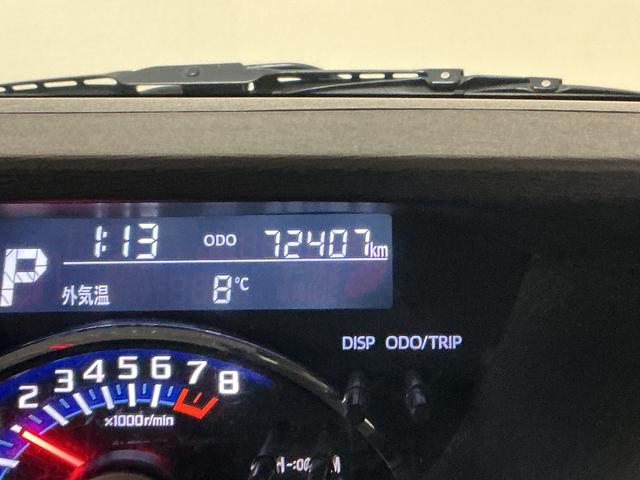 P 1:13 ODO 72407km
外気温 8°C
DISP ODO/TRIP
2 3 4 5 6 7 8
×1000r/min